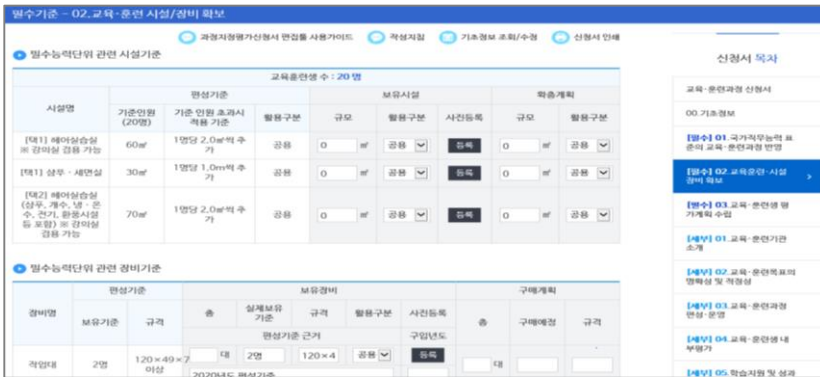 필수기준 - 02.교육·훈련 시설/장비 확보
과정지정평가신청서 편집툴 사용가이드 작성지침 기초정보 조회/수정 신청서 인쇄
필수능력단위 관련 시설기준
교육훈련생 수 : 20 명
시설명 편성기준 보유시설 확충계획
기준인원 (20명) 기준 인원 초과시 적용 기준 활용구분 규모 활용구분 사진등록 규모 활용구분
[택1] 헤어실습실 ※ 강의실 겸용 가능 60㎡ 1명당 2.0㎡씩 추가 공용 0 ㎡ 공용 등록 0 ㎡ 공용
[택1] 샴푸·세면실 30㎡ 1명당 1.0m씩 추가 공용 0 ㎡ 공용 등록 0 ㎡ 공용
[택2] 헤어실습실 (샴푸, 개수, 냉·온수, 전기, 환풍시설 등 포함) ※ 강의실 겸용 가능 70㎡ 1명당 2.0㎡씩 추가 공용 0 ㎡ 공용 등록 0 ㎡ 공용
필수능력단위 관련 장비기준
장비명 편성기준 보유장비 구매계획
보유기준 규격 총 실제보유 기준 규격 활용구분 사진등록 총 구매예정 규격
편성기준 근거 구입년도
작업대 2명 120×49×7 이상 대 2명 120×4 공용 등록 대
2020년도 편성기준
신청서 목차
교육·훈련과정 신청서
00.기초정보
[필수] 01.국가직무능력 표준의 교육·훈련과정 반영
[필수] 02.교육훈련·시설 장비 확보
[필수] 03.교육·훈련생 평가계획 수립
[세부] 01.교육·훈련기관 소개
[세부] 02.교육·훈련목표의 명확성 및 적정성
[세부] 03.교육·훈련과정 편성·운영
[세부] 04.교육·훈련생 내부평가
[세부] 05.학습지원 및 성과